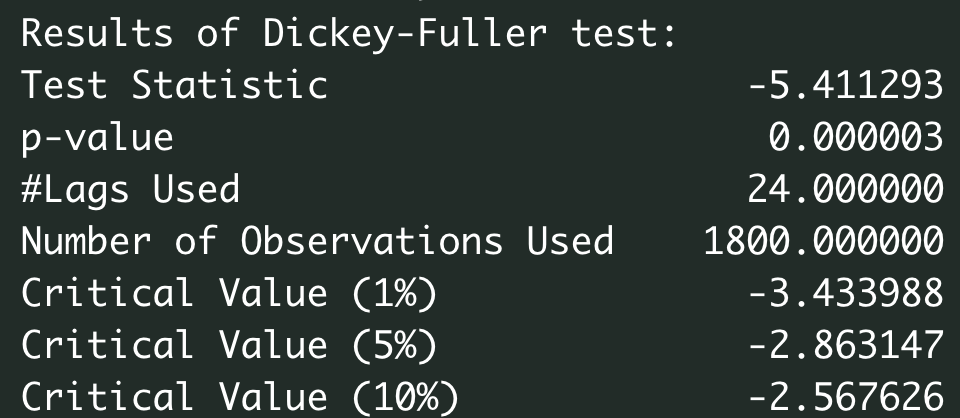 Results of Dickey-Fuller test:
Test Statistic -5.411293
p-value 0.000003
#Lags Used 24.000000
Number of Observations Used 1800.000000
Critical Value (1%) -3.433988
Critical Value (5%) -2.863147
Critical Value (10%) -2.567626